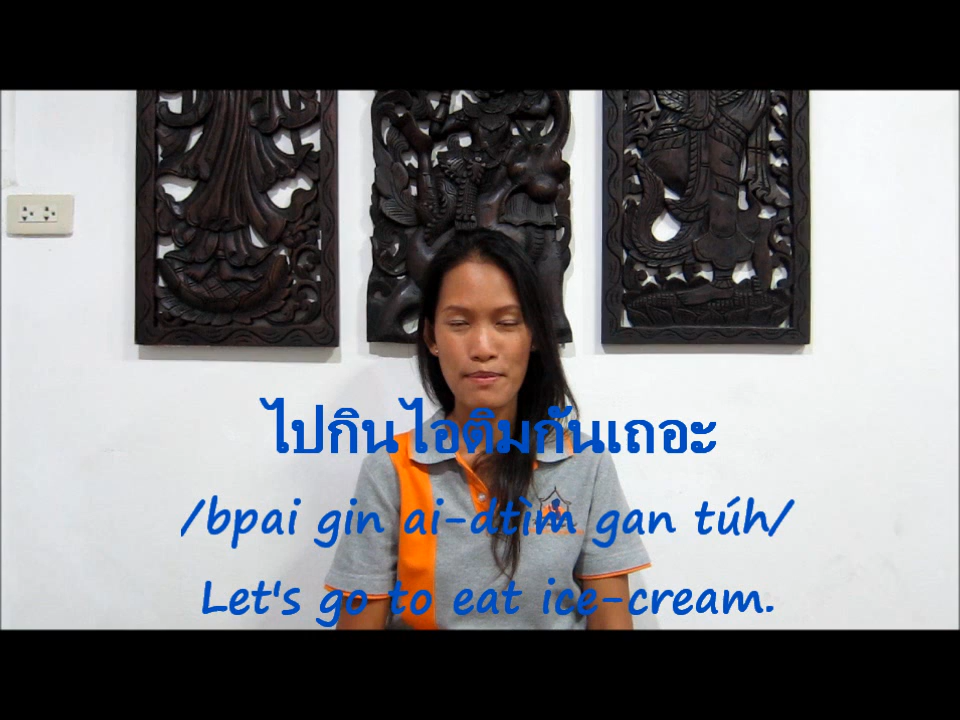 ไปกินไอติมกันเถอะ
/bpai gin ai-dtìm gan túh/
Let's go to eat ice-cream.